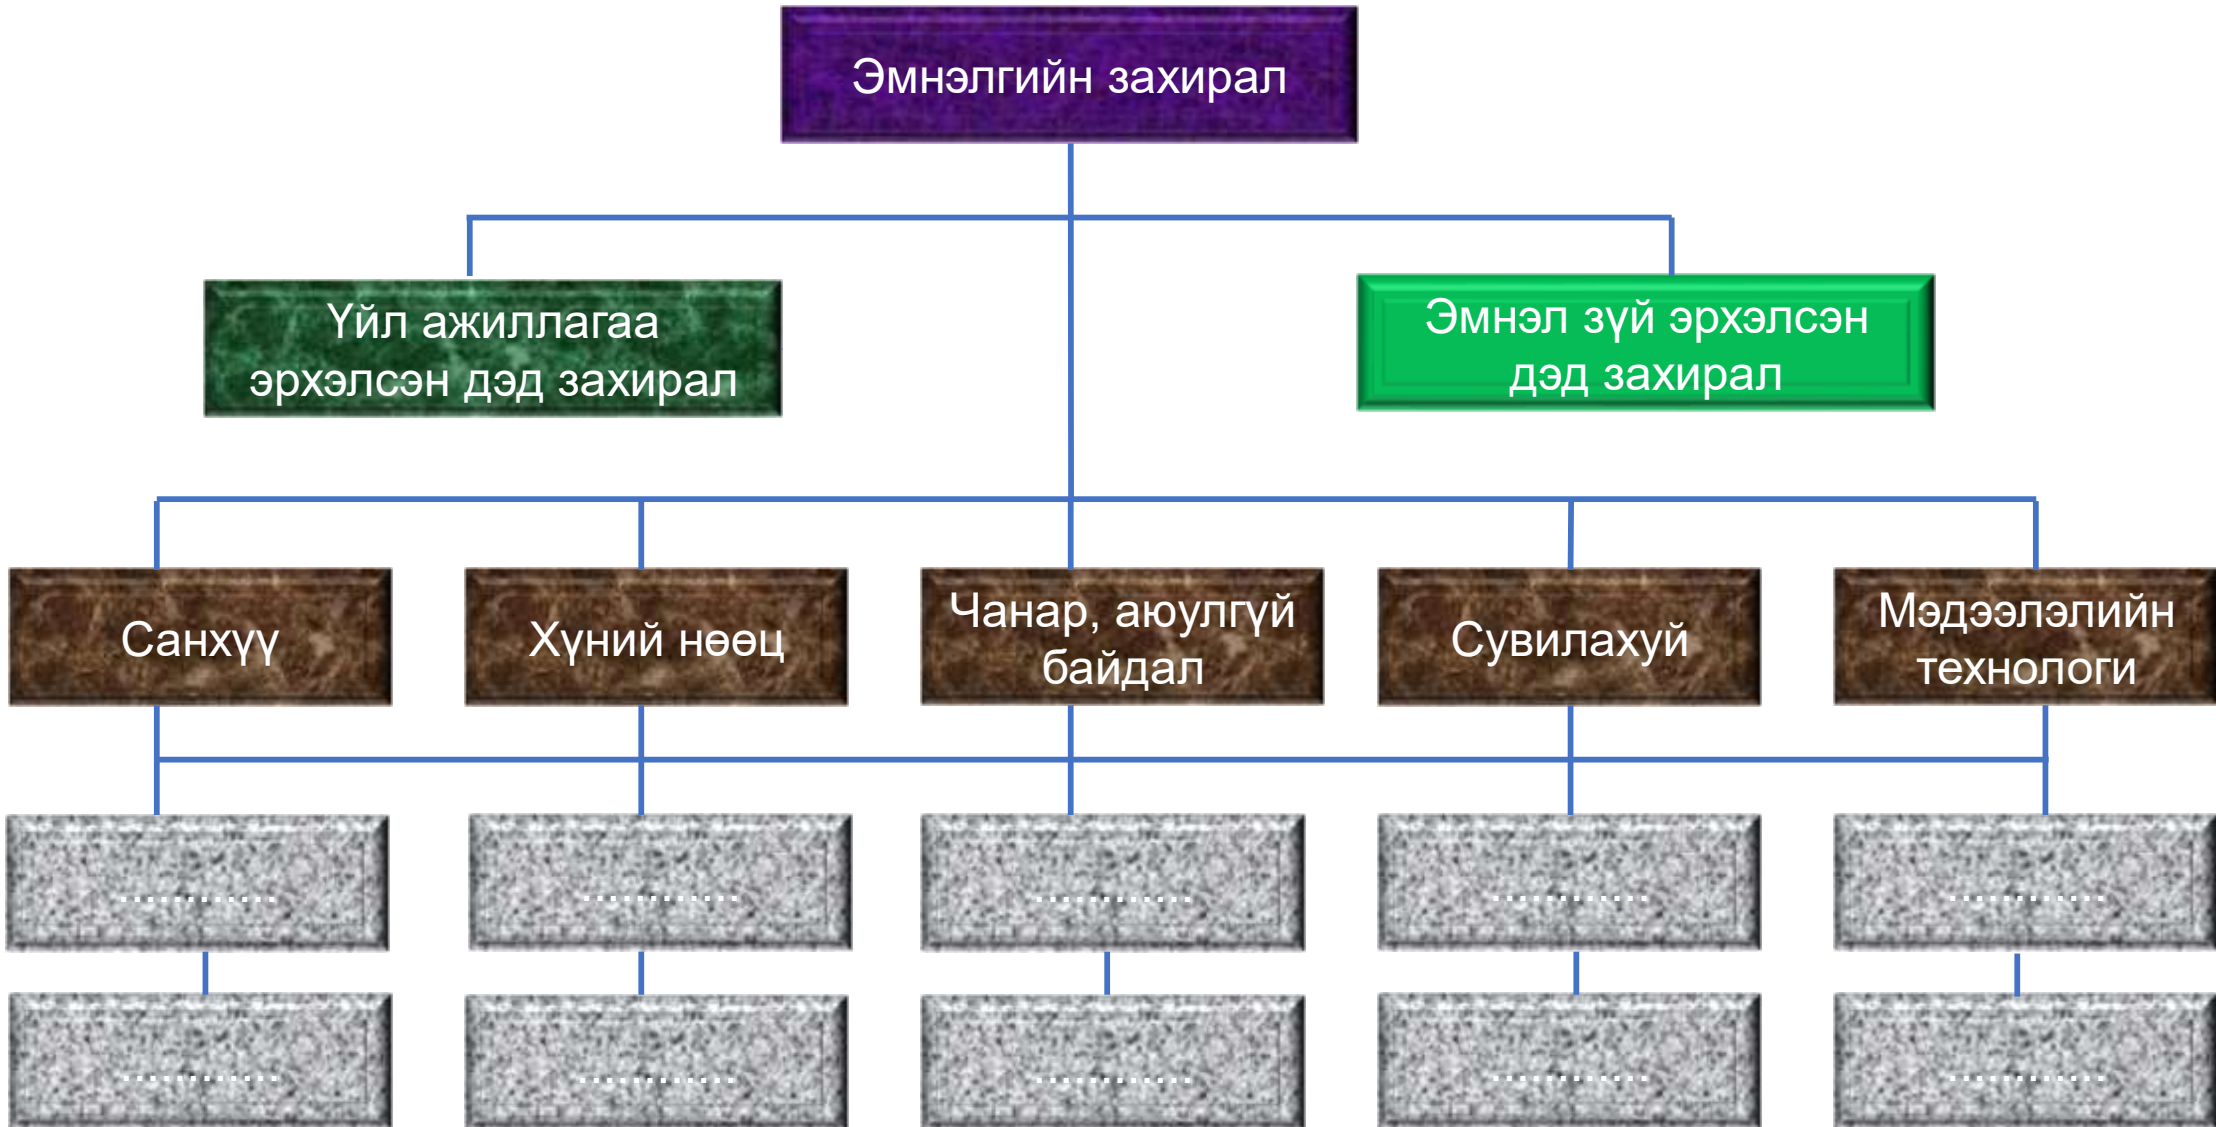 Эмнэлгийн захирал
Үйл ажиллагаа
эрхэлсэн дэд захирал
Эмнэл зүй эрхэлсэн
дэд захирал
Санхүү
Хүний нөөц
Чанар, аюулгүй
байдал
Сувилахуй
Мэдээлэлийн
технологи
............
............
............
............
............
............
............
............
............
............